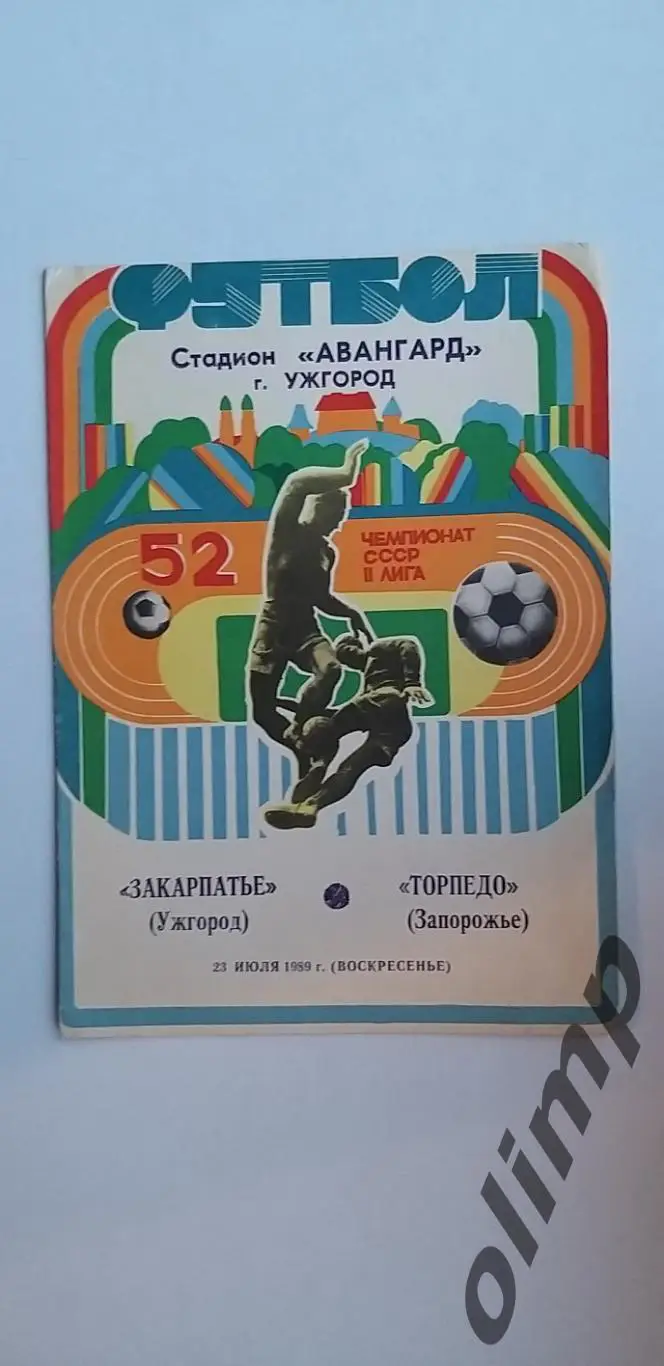 ФУТБОЛ
Стадион «АВАНГАРД»
г. УЖГОРОД
52
ЧЕМПИОНАТ
СССР
II ЛИГА
«ЗАКАРПАТЬЕ»
(Ужгород)
«ТОРПЕДО»
(Запорожье)
23 ИЮЛЯ 1989 г. (ВОСКРЕСЕНЬЕ)
olimp